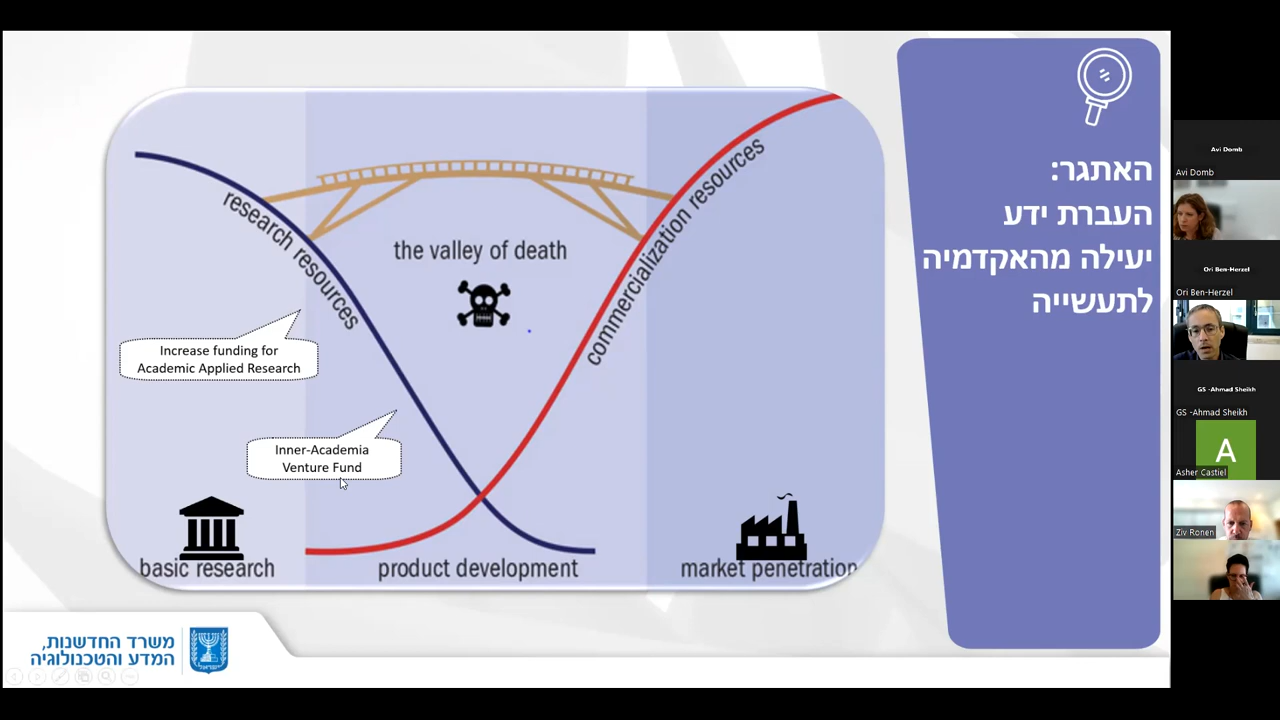 האתגר:
העברת ידע
יעילה מהאקדמיה
לתעשייה
research resources
the valley of death
commercialization resources
Increase funding for
Academic Applied Research
Inner-Academia
Venture Fund
basic research
product development
market penetration
משרד החדשנות,
המדע והטכנולוגיה
Avi Domb
Avi Domb
Ori Ben-Herzel
Ori Ben-Herzel
GS -Ahmad Sheikh
GS -Ahmad Sheikh
A
Asher Castiel
Ziv Ronen